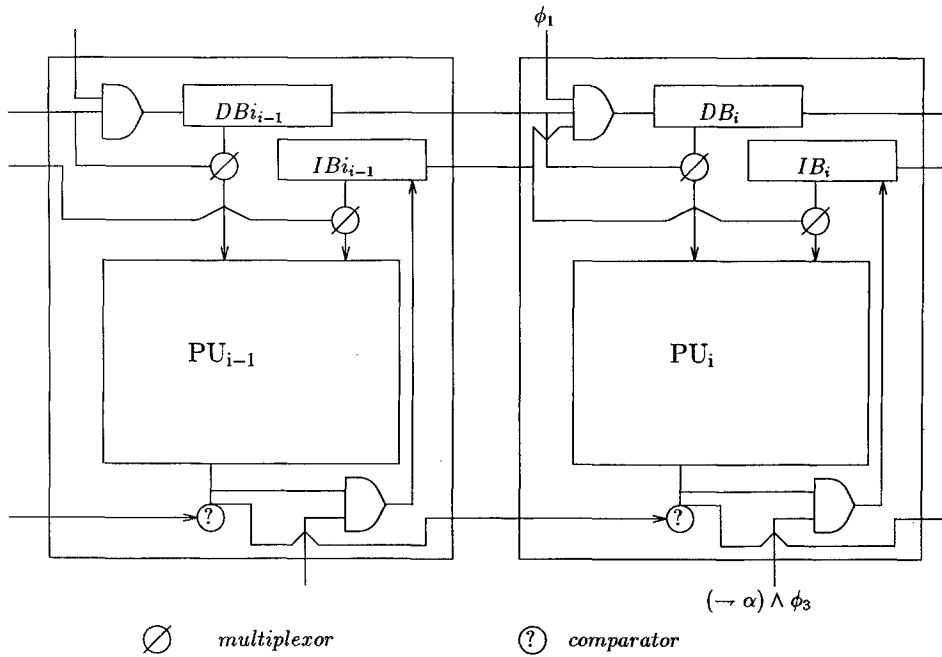 ϕ₁
DBi_{i−1}
DB_i
IBi_{i−1}
IB_i
PU_{i−1}
PU_i
?
?
(→ α) ∧ ϕ₃
multiplexor
? comparator